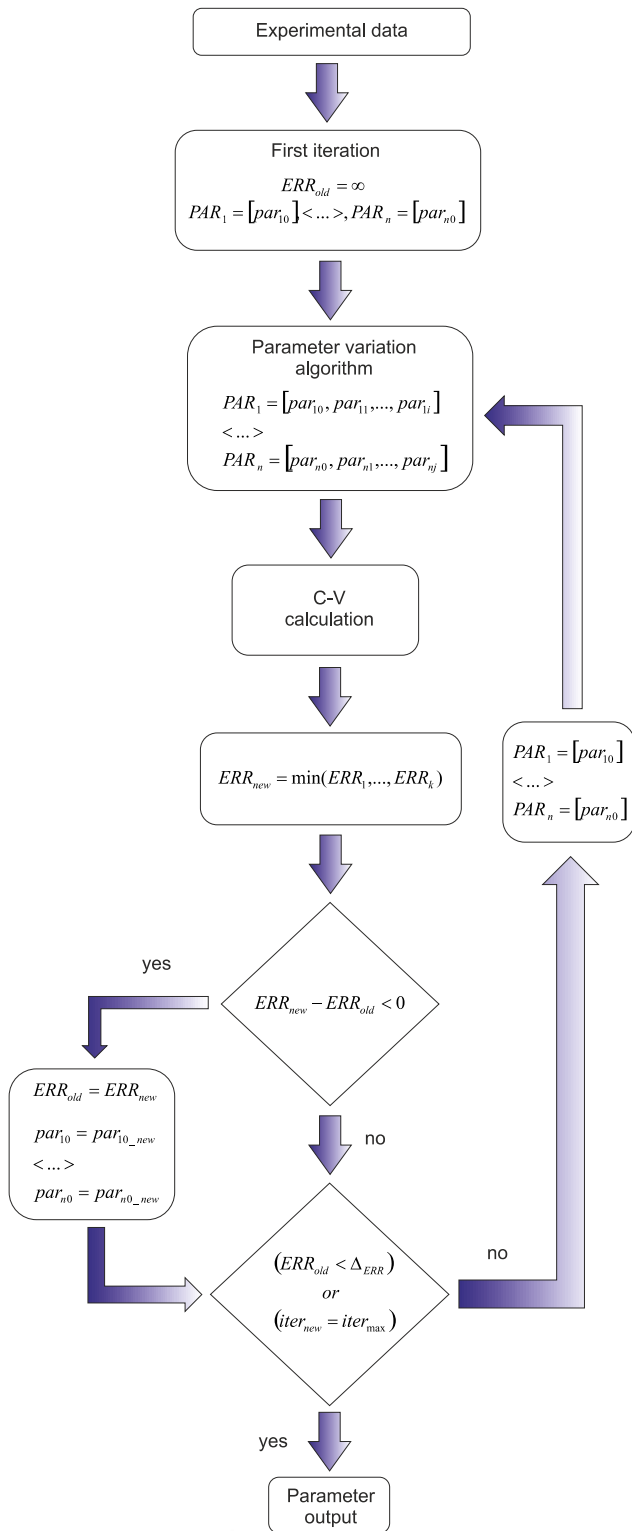 Experimental data
First iteration
ERR_old = ∞
PAR_1 = [par_10], < ... >, PAR_n = [par_n0]
Parameter variation
algorithm
PAR_1 = [par_10, par_11, ..., par_1i]
< ... >
PAR_n = [par_n0, par_n1, ..., par_nj]
C-V
calculation
ERR_new = min(ERR_1, ..., ERR_k)
PAR_1 = [par_10]
< ... >
PAR_n = [par_n0]
yes
ERR_new − ERR_old < 0
ERR_old = ERR_new
par_10 = par_10_new
< ... >
par_n0 = par_n0_new
no
(ERR_old < Δ_ERR)
or
(iter_new = iter_max)
no
yes
Parameter
output